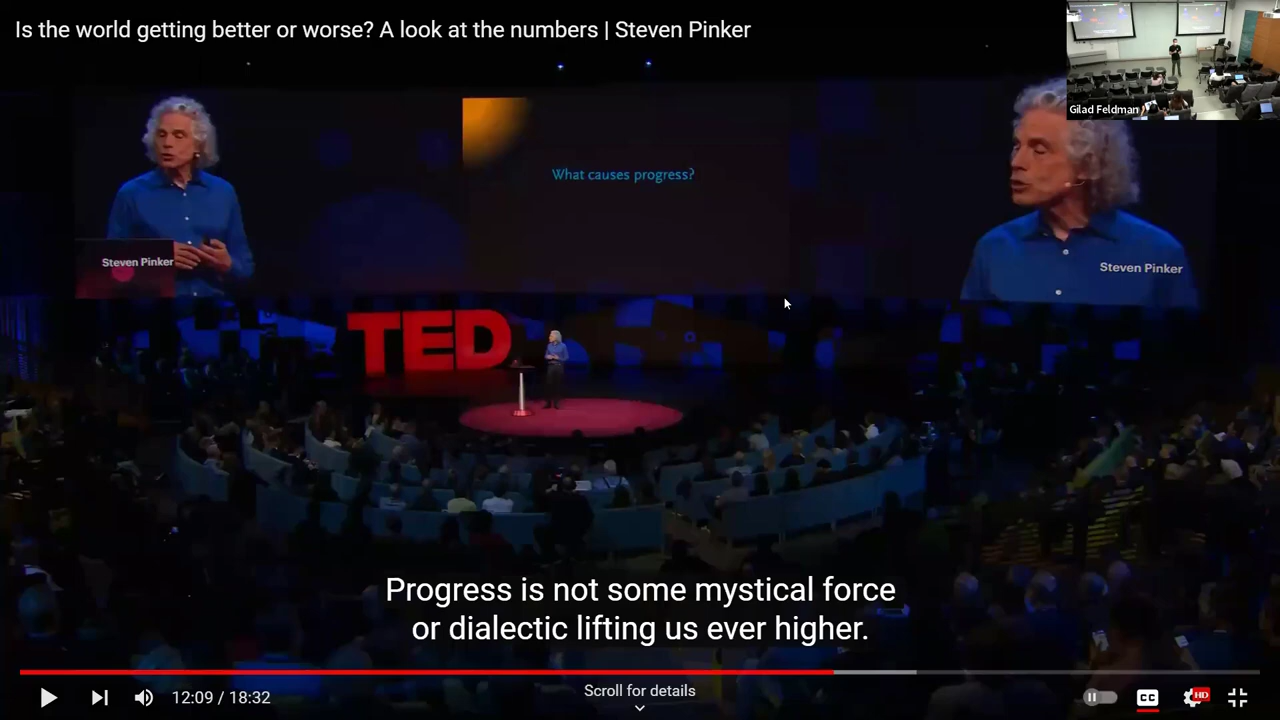 Is the world getting better or worse? A look at the numbers | Steven Pinker
Gilad Feldman
What causes progress?
Steven Pinker
Steven Pinker
TED
Progress is not some mystical force
or dialectic lifting us ever higher.
12:09 / 18:32
Scroll for details
CC
HD